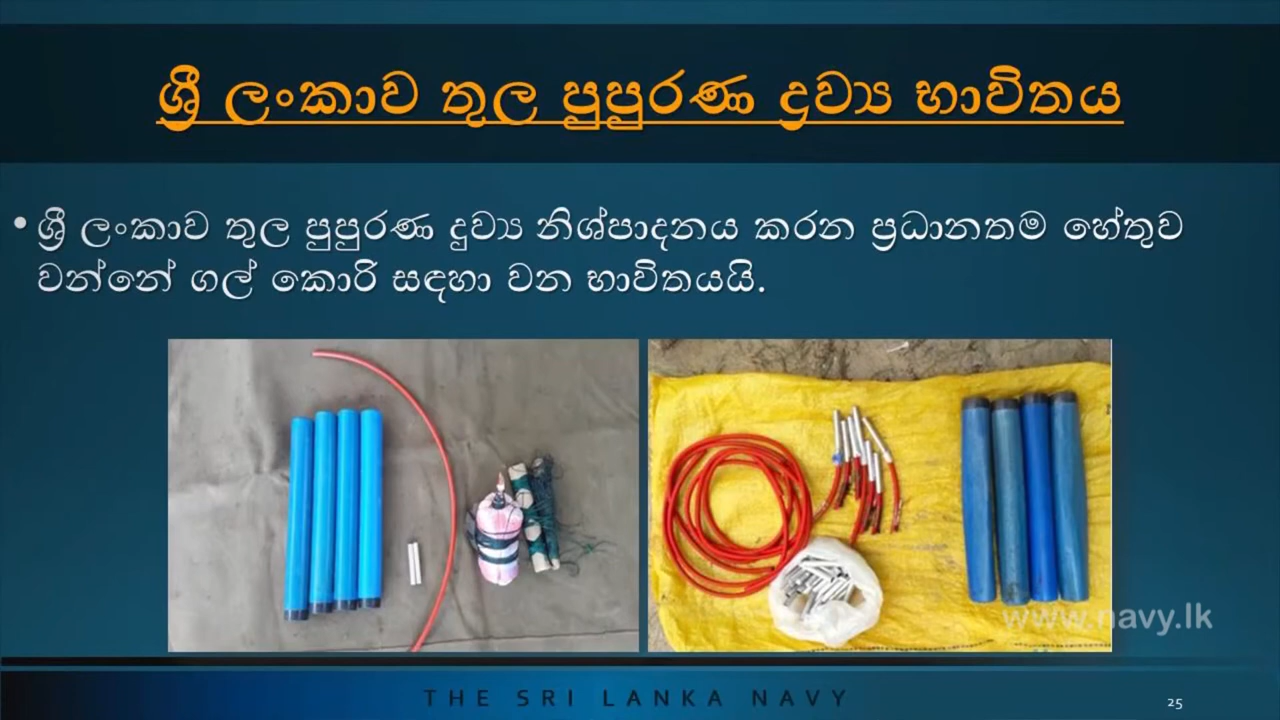 ශ්‍රී ලංකාව තුල පුපුරණ ද්‍රව්‍ය භාවිතය
• ශ්‍රී ලංකාව තුල පුපුරණ දුව්‍ය නිශ්පාදනය කරන ප්‍රධානතම හේතුව
වන්නේ ගල් කොරි සඳහා වන භාවිතයයි.
www.navy.lk
THE SRI LANKA NAVY
25